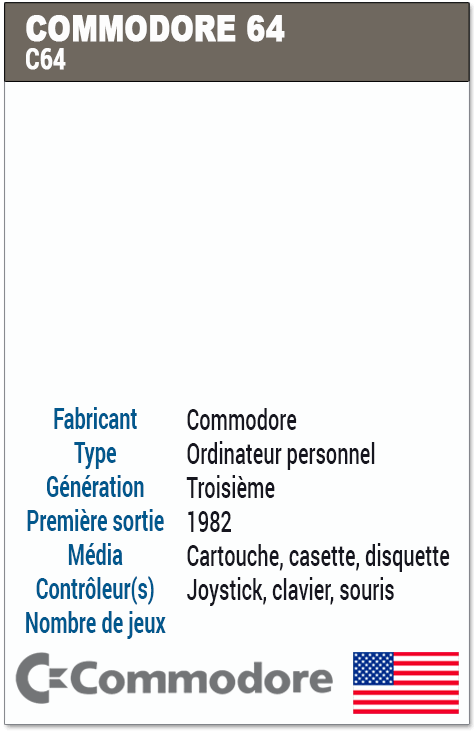 COMMODORE 64
C64
Fabricant Commodore
Type Ordinateur personnel
Génération Troisième
Première sortie 1982
Média Cartouche, casette, disquette
Contrôleur(s) Joystick, clavier, souris
Nombre de jeux
Commodore